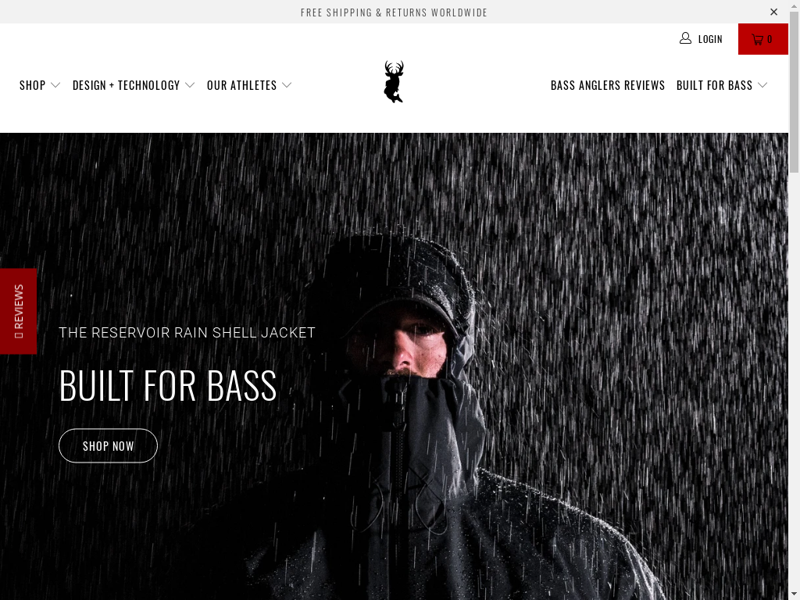 FREE SHIPPING & RETURNS WORLDWIDE
LOGIN
0
SHOP
DESIGN + TECHNOLOGY
OUR ATHLETES
BASS ANGLERS REVIEWS
BUILT FOR BASS
REVIEWS
THE RESERVOIR RAIN SHELL JACKET
BUILT FOR BASS
SHOP NOW